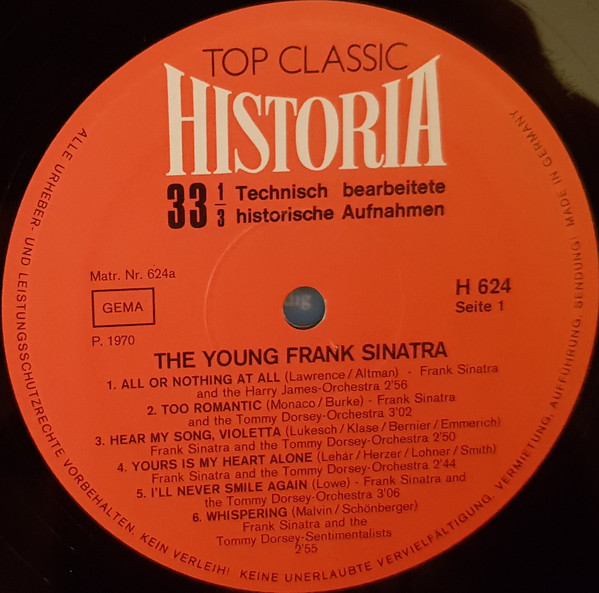 TOP CLASSIC
HISTORIA
33 1/3 Technisch bearbeitete
historische Aufnahmen
Matr. Nr. 624a
GEMA
P. 1970
H 624
Seite 1
THE YOUNG FRANK SINATRA
1. ALL OR NOTHING AT ALL (Lawrence/Altman) - Frank Sinatra
and the Harry James-Orchestra 2'56
2. TOO ROMANTIC (Monaco/Burke) - Frank Sinatra
and the Tommy Dorsey-Orchestra 3'02
3. HEAR MY SONG, VIOLETTA (Lukesch/Klase/Bernier/Emmerich)
Frank Sinatra and the Tommy Dorsey-Orchestra 2'50
4. YOURS IS MY HEART ALONE (Lehár/Herzer/Lohner/Smith)
Frank Sinatra and the Tommy Dorsey-Orchestra 2'44
5. I'LL NEVER SMILE AGAIN (Lowe) - Frank Sinatra and
the Tommy Dorsey-Orchestra 3'06
6. WHISPERING (Malvin/Schönberger)
Frank Sinatra and the
Tommy Dorsey-Sentimentalists
2'55
ALLE URHEBER- UND LEISTUNGSSCHUTZRECHTE VORBEHALTEN. KEIN VERLEIH! KEINE UNERLAUBTE VERVIELFÄLTIGUNG, VERMIETUNG, AUFFÜHRUNG, SENDUNG! MADE IN GERMANY